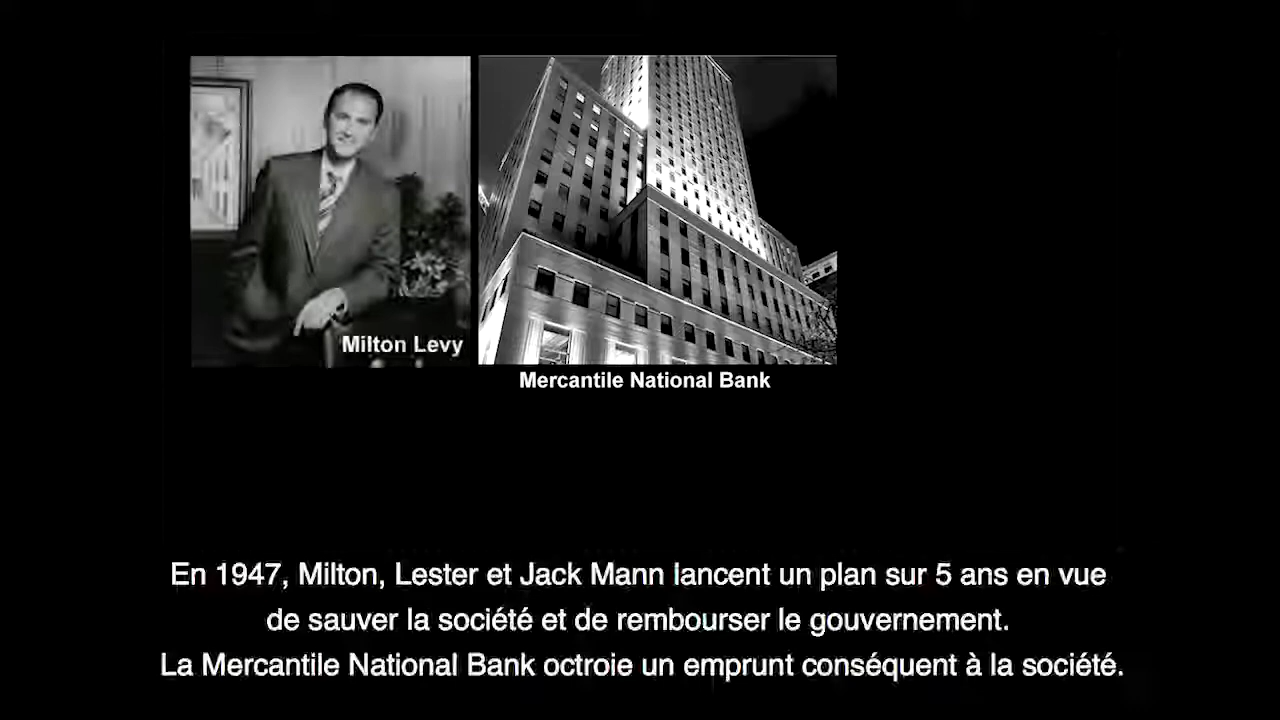 Milton Levy
Mercantile National Bank
En 1947, Milton, Lester et Jack Mann lancent un plan sur 5 ans en vue
de sauver la société et de rembourser le gouvernement.
La Mercantile National Bank octroie un emprunt conséquent à la société.